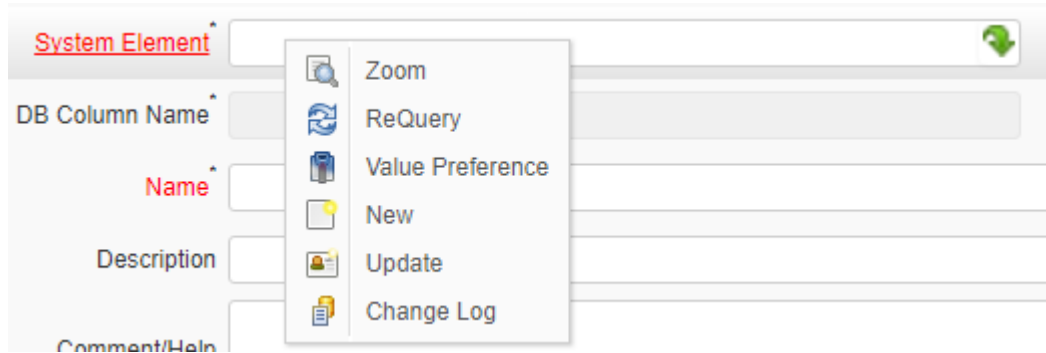 System Element*
Zoom
DB Column Name*
ReQuery
Value Preference
Name*
New
Description
Update
Change Log
Comment/Help